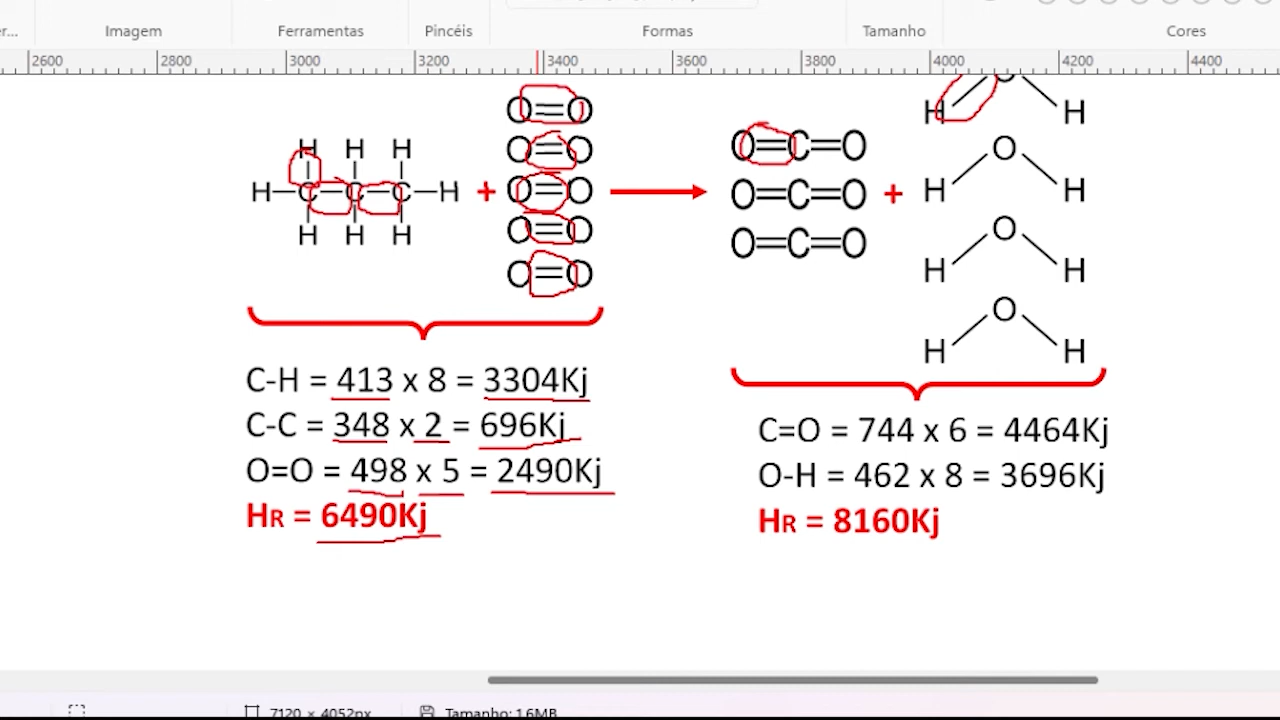 Imagem
Ferramentas
Pincéis
Formas
Tamanho
Cores
2600 2800 3000 3200 3400 3600 3800 4000 4200 4400
O=O
H H H O=O O=C=O H H
H—C—C—C—H + O=O → O=C=O + O
H H H O=O O=C=O H H
O=O O
H H
O
H H
C-H = 413 x 8 = 3304Kj
C-C = 348 x 2 = 696Kj
O=O = 498 x 5 = 2490Kj
HR = 6490Kj
C=O = 744 x 6 = 4464Kj
O-H = 462 x 8 = 3696Kj
HR = 8160Kj
7120 × 4052px
Tamanho: 1,6MB